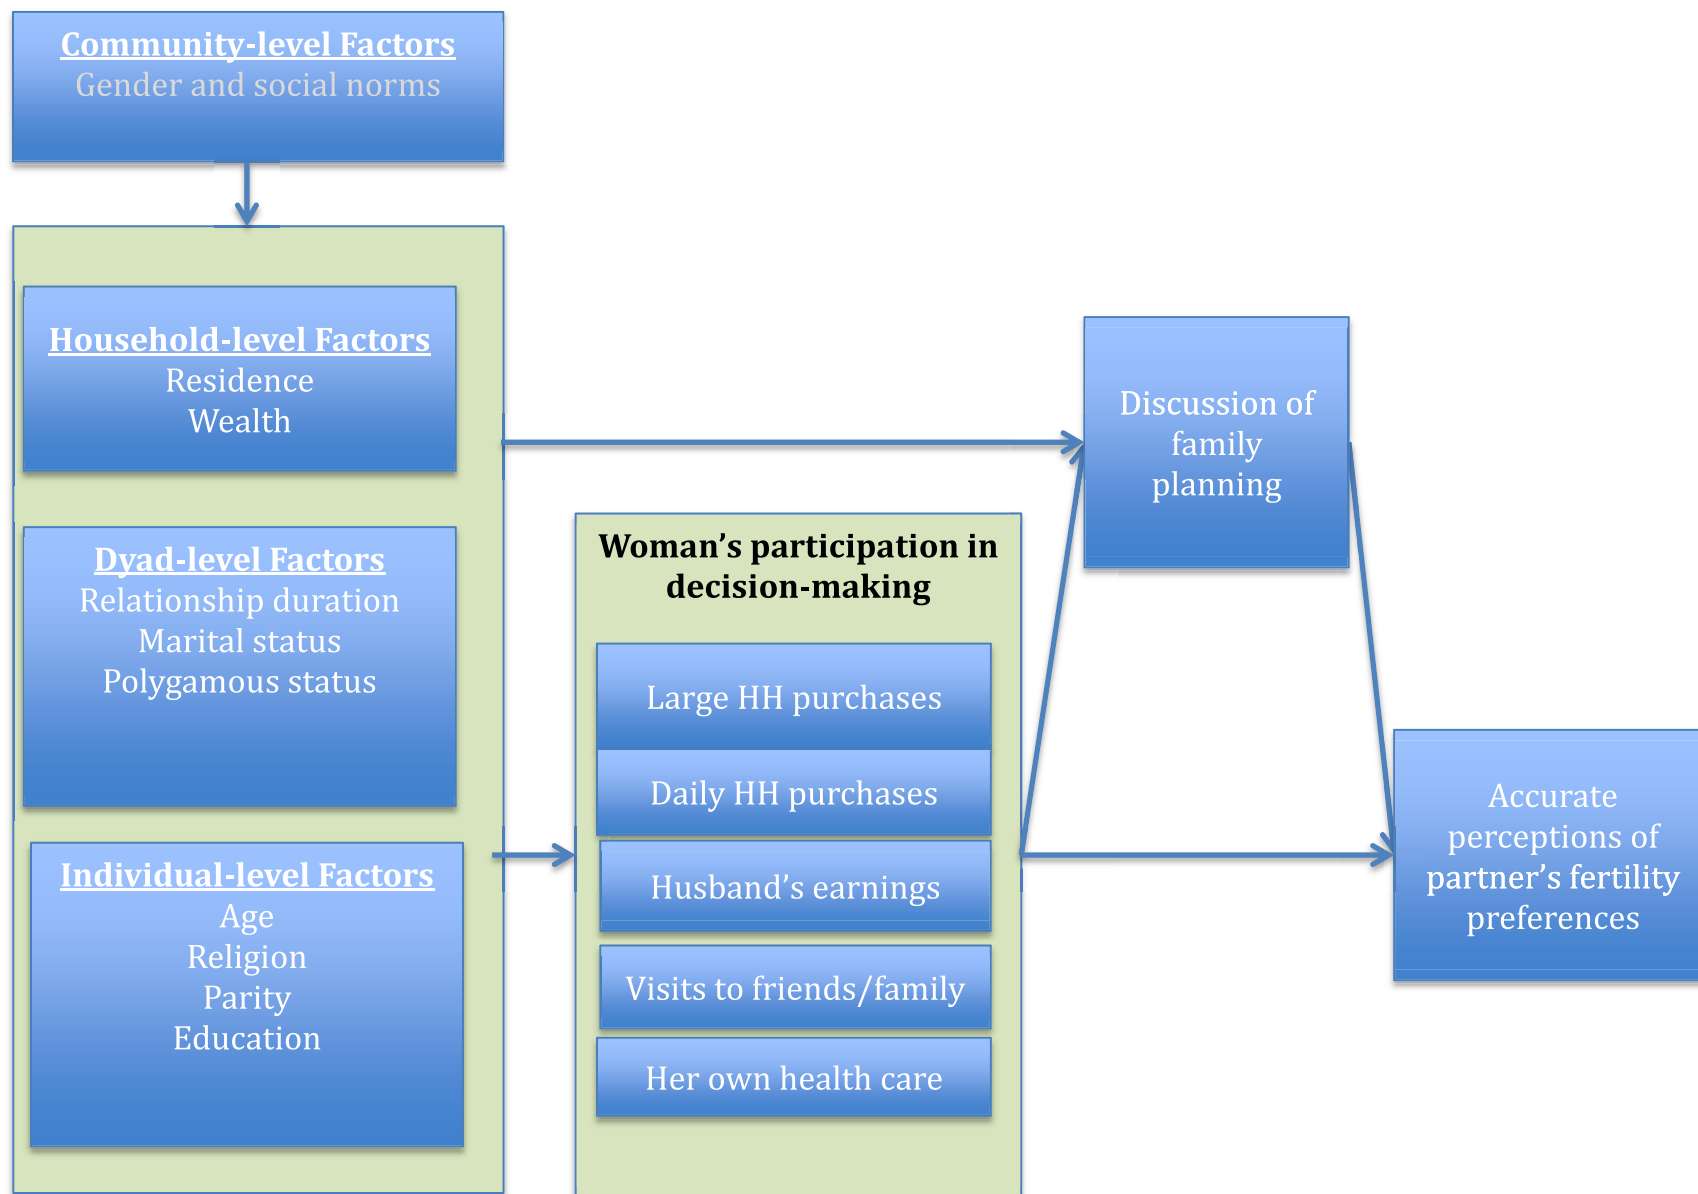 Community-level Factors
Gender and social norms
Household-level Factors
Residence
Wealth
Dyad-level Factors
Relationship duration
Marital status
Polygamous status
Individual-level Factors
Age
Religion
Parity
Education
Woman’s participation in
decision-making
Large HH purchases
Daily HH purchases
Husband’s earnings
Visits to friends/family
Her own health care
Discussion of
family
planning
Accurate
perceptions of
partner’s fertility
preferences